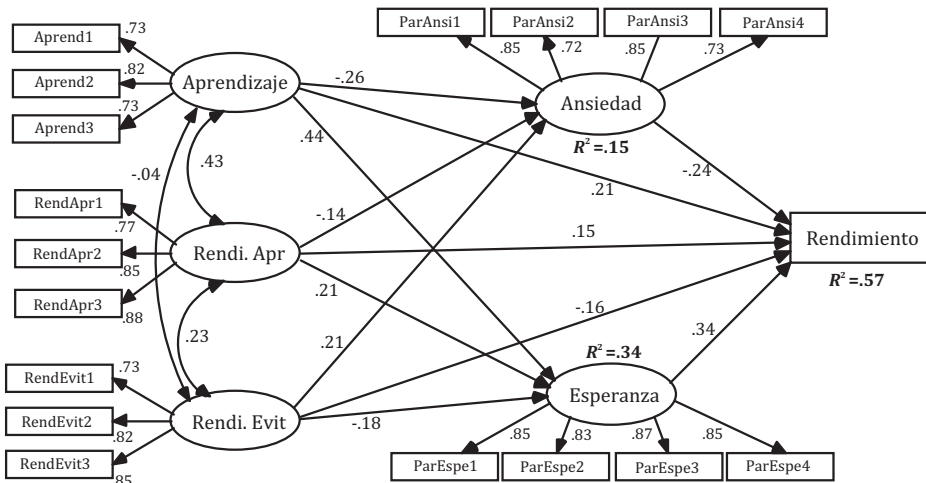 ParAnsi1
ParAnsi2
ParAnsi3
ParAnsi4
Aprend1
.73
.85
.72
.85
.73
Aprend2
.82
Aprendizaje
-.26
Ansiedad
Aprend3
.73
.44
R² =.15
-.04
.43
-.24
.21
RendApr1
.77
-.14
RendApr2
.85
Rendi. Apr
.15
Rendimiento
RendApr3
.88
.21
-.16
R² =.57
.23
.21
.34
R² =.34
RendEvit1
.73
RendEvit2
.82
Rendi. Evit
-.18
Esperanza
RendEvit3
.85
.85
.83
.87
.85
ParEspe1
ParEspe2
ParEspe3
ParEspe4